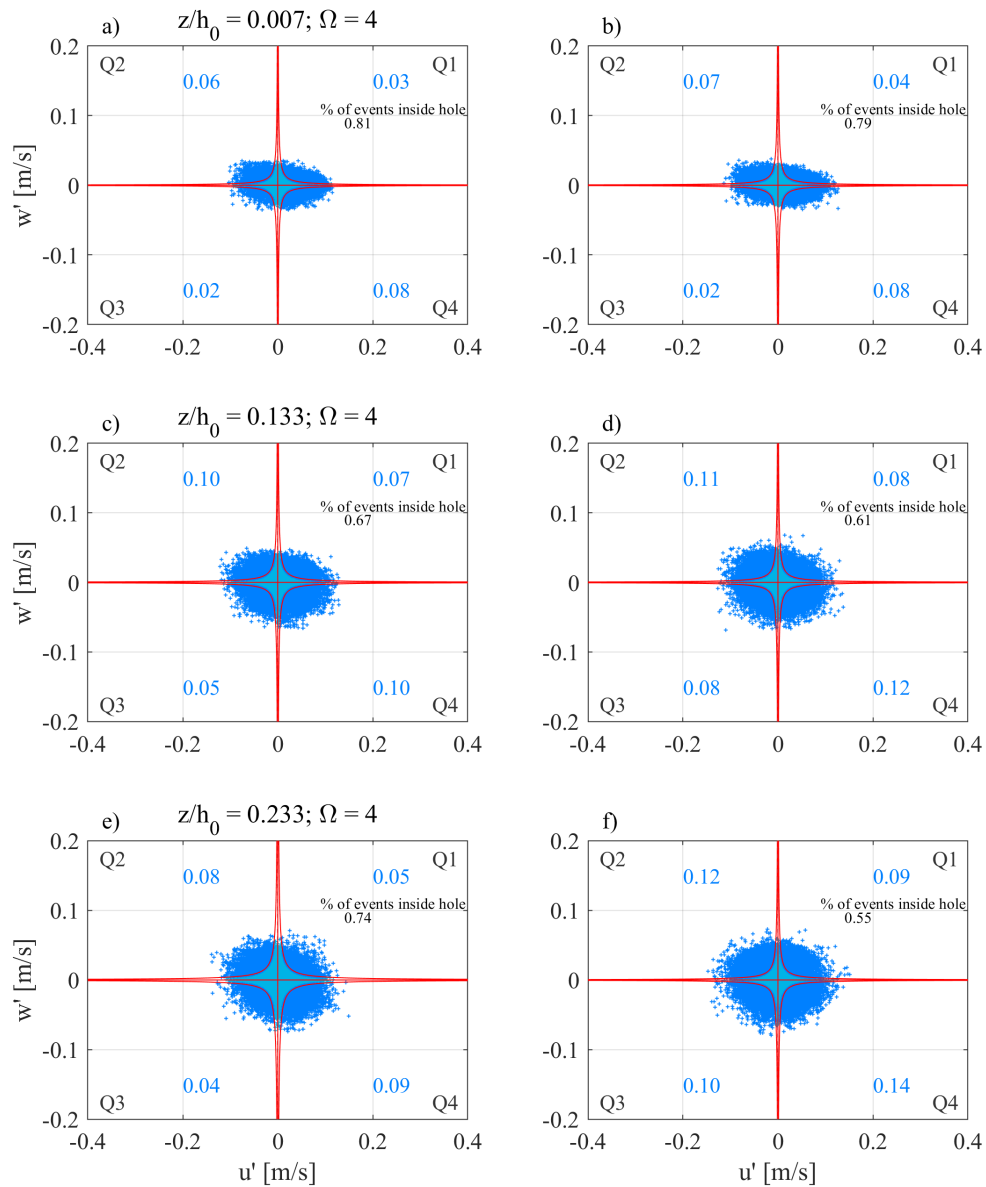 a) z/h0 = 0.007; Ω = 4
b)
0.2
Q2 0.06 0.03 Q1
% of events inside hole
0.81
0.1
w' [m/s]
0
-0.1
0.02 0.08
Q3 Q4
-0.2
-0.4 -0.2 0 0.2 0.4
0.2
Q2 0.07 0.04 Q1
% of events inside hole
0.79
0.1
0
-0.1
0.02 0.08
Q3 Q4
-0.2
-0.4 -0.2 0 0.2 0.4
c) z/h0 = 0.133; Ω = 4
d)
0.2
Q2 0.10 0.07 Q1
% of events inside hole
0.67
0.1
w' [m/s]
0
-0.1
0.05 0.10
Q3 Q4
-0.2
-0.4 -0.2 0 0.2 0.4
0.2
Q2 0.11 0.08 Q1
% of events inside hole
0.61
0.1
0
-0.1
0.08 0.12
Q3 Q4
-0.2
-0.4 -0.2 0 0.2 0.4
e) z/h0 = 0.233; Ω = 4
f)
0.2
Q2 0.08 0.05 Q1
% of events inside hole
0.74
0.1
w' [m/s]
0
-0.1
0.04 0.09
Q3 Q4
-0.2
-0.4 -0.2 0 0.2 0.4
u' [m/s]
0.2
Q2 0.12 0.09 Q1
% of events inside hole
0.55
0.1
0
-0.1
0.10 0.14
Q3 Q4
-0.2
-0.4 -0.2 0 0.2 0.4
u' [m/s]